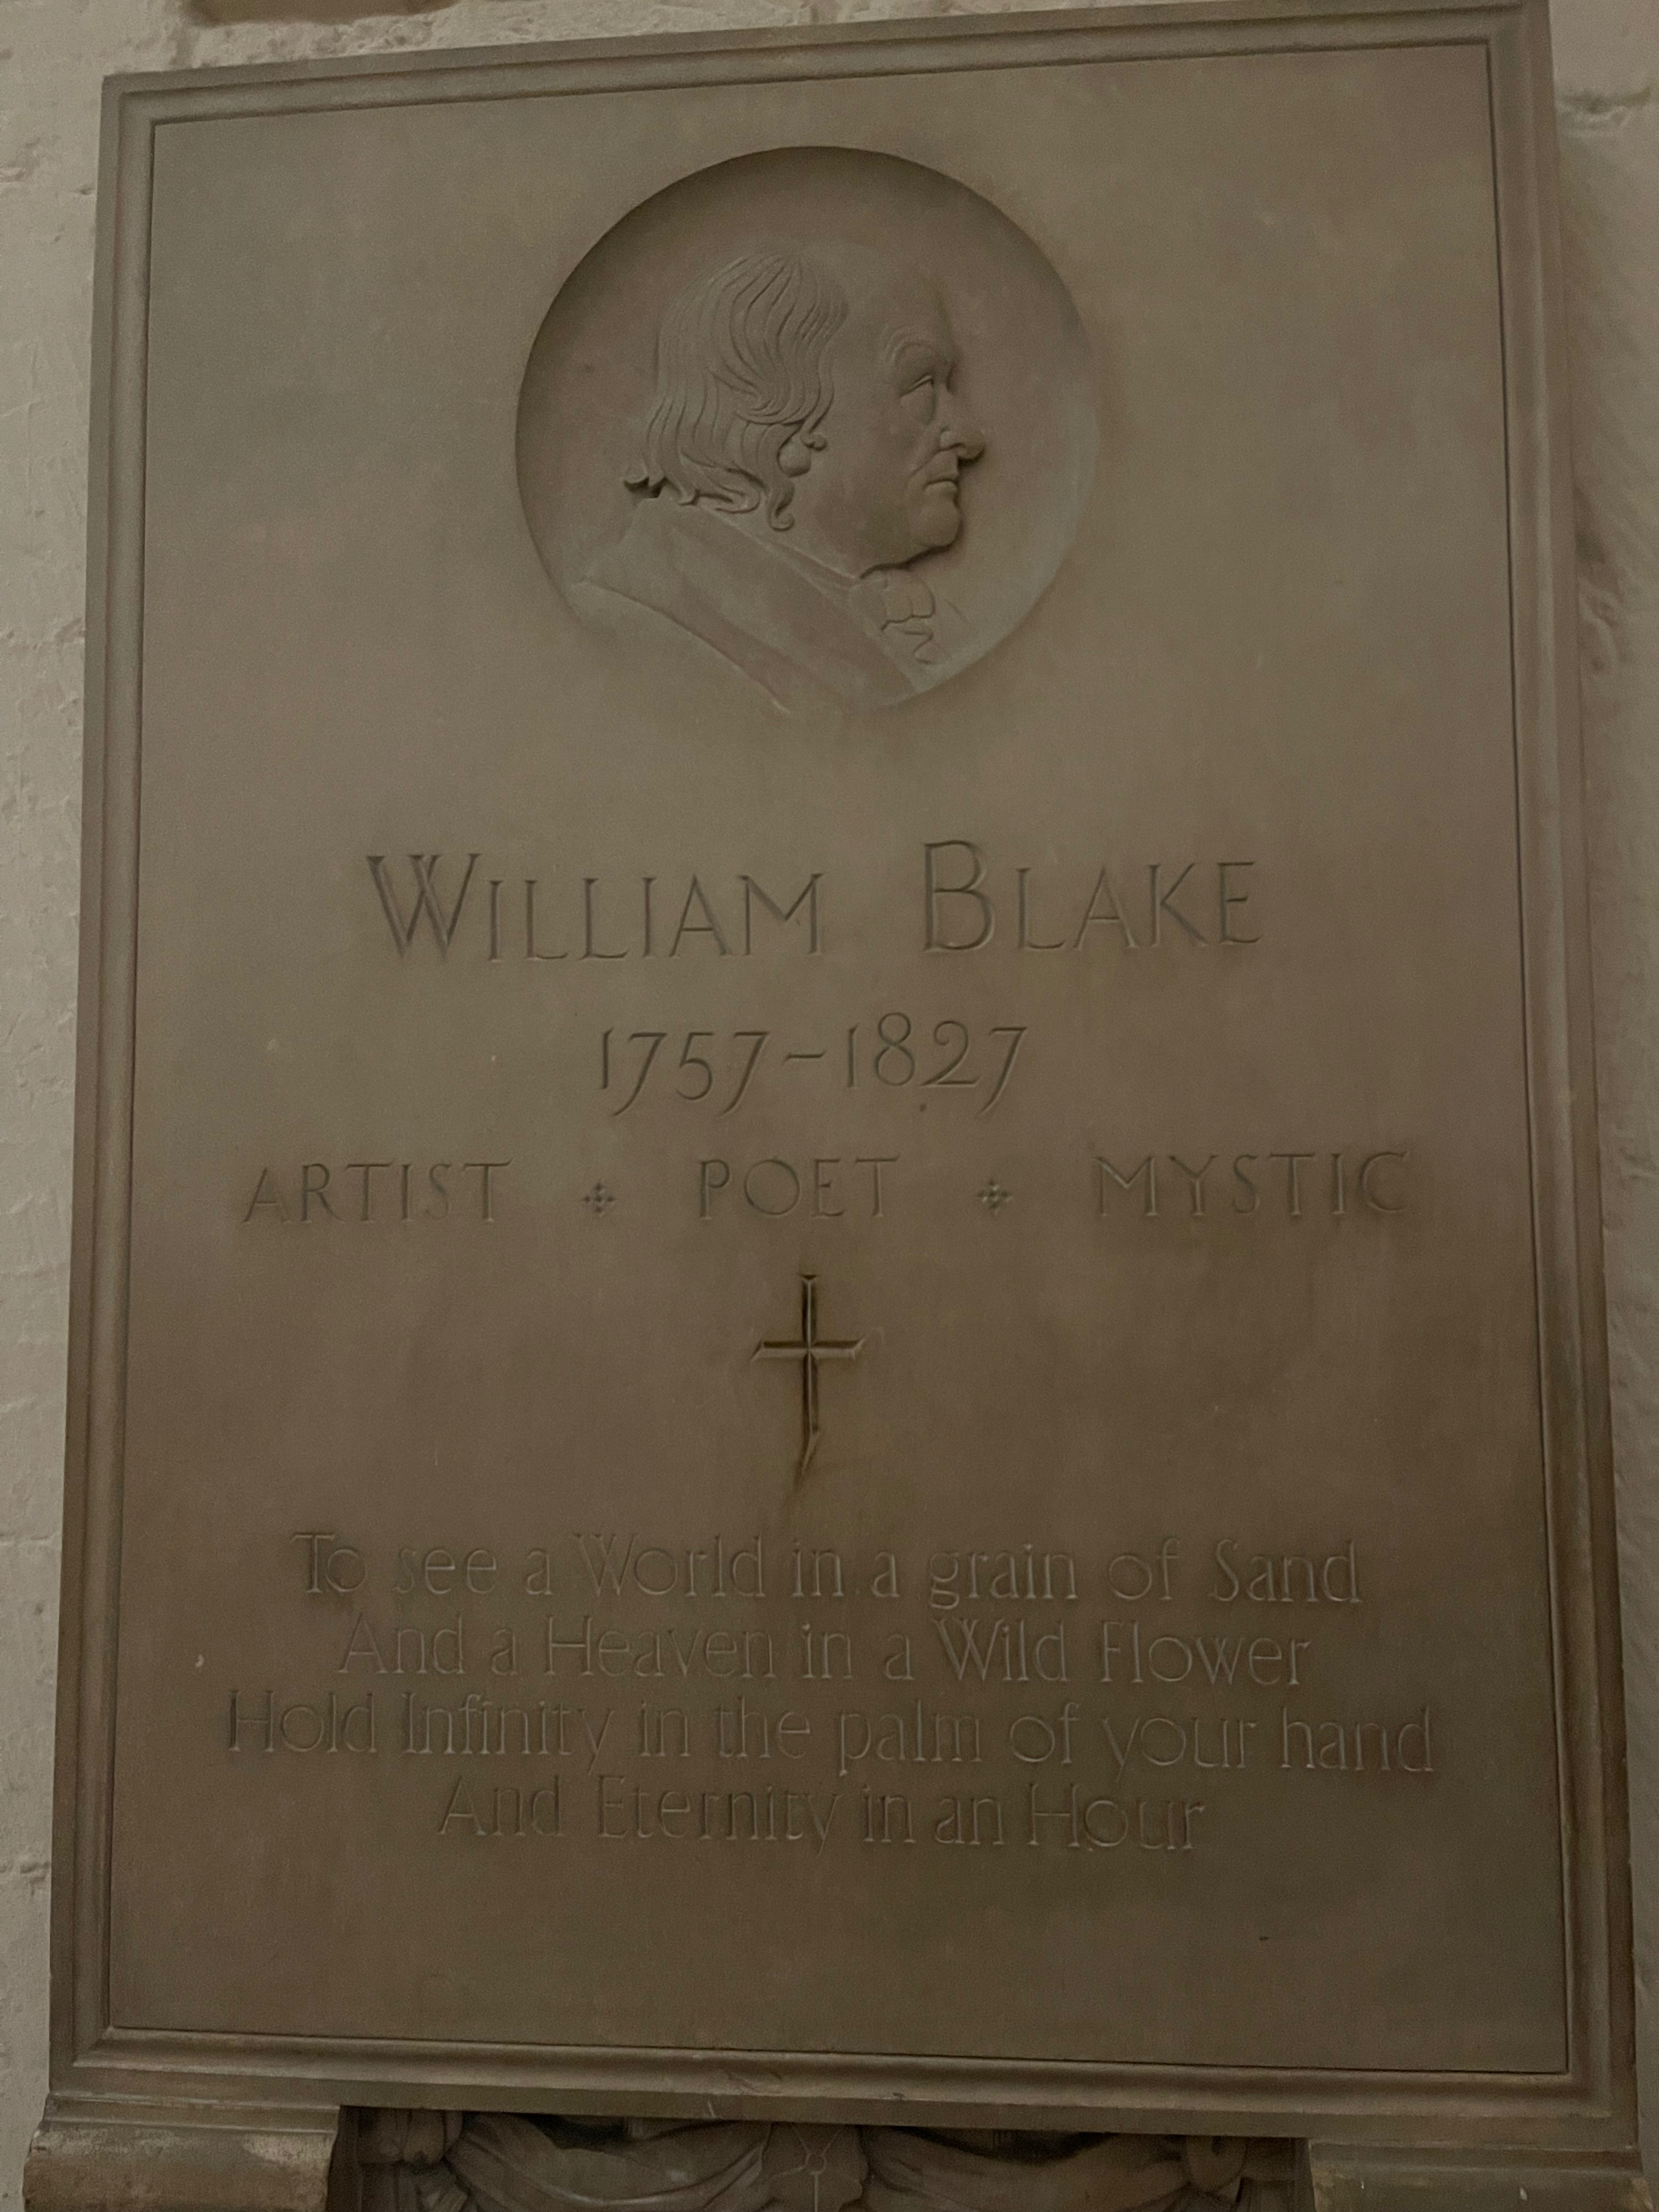 WILLIAM BLAKE
1757-1827
ARTIST POET MYSTIC
To see a World in a grain of Sand
And a Heaven in a Wild Flower
Hold Infinity in the palm of your hand
And Eternity in an Hour